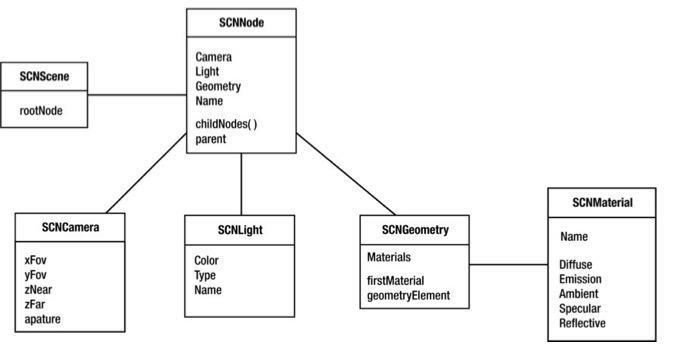 SCNNode
Camera
Light
Geometry
Name
childNodes( )
parent
SCNScene
rootNode
SCNCamera
xFov
yFov
zNear
zFar
apature
SCNLight
Color
Type
Name
SCNGeometry
Materials
firstMaterial
geometryElement
SCNMaterial
Name
Diffuse
Emission
Ambient
Specular
Reflective